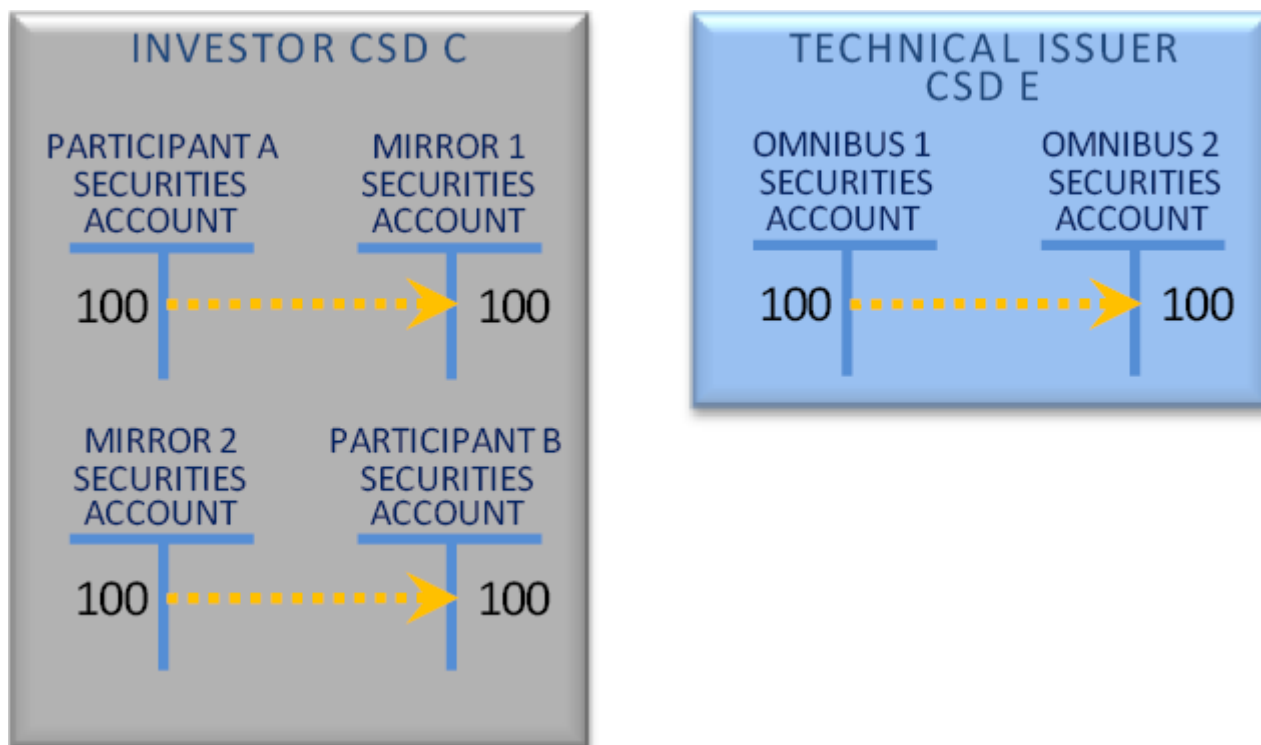 INVESTOR CSD C
PARTICIPANT A
SECURITIES
ACCOUNT
MIRROR 1
SECURITIES
ACCOUNT
100
100
MIRROR 2
SECURITIES
ACCOUNT
PARTICIPANT B
SECURITIES
ACCOUNT
100
100
TECHNICAL ISSUER
CSD E
OMNIBUS 1
SECURITIES
ACCOUNT
OMNIBUS 2
SECURITIES
ACCOUNT
100
100